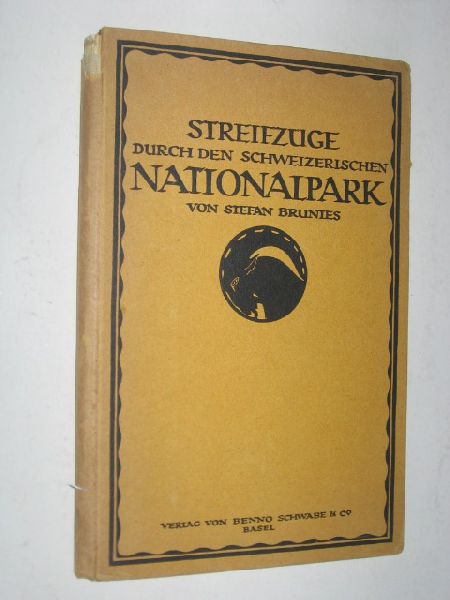 STREIFZÜGE
DURCH DEN SCHWEIZERISCHEN
NATIONALPARK
VON STEFAN BRUNIES
VERLAG VON BENNO SCHWABE & CO
BASEL